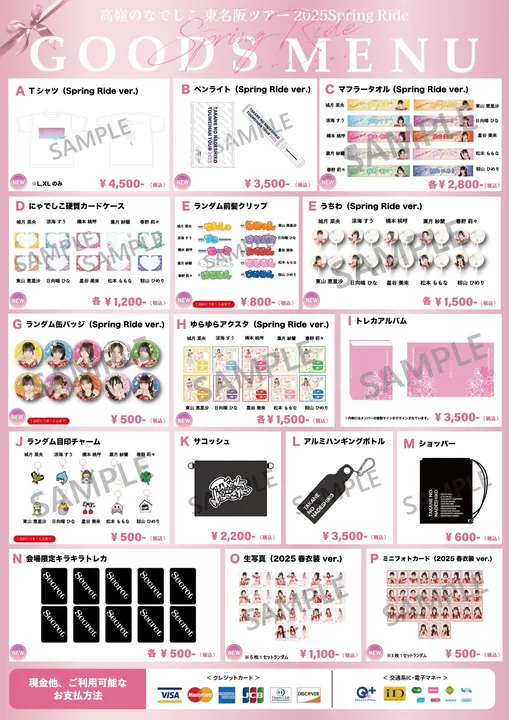 高嶺のなでしこ 東名阪ツアー 2025Spring Ride
Spring Ride
GOODS MENU
A Tシャツ（Spring Ride ver.）
SAMPLE
NEW
※L,XLのみ
¥4,500-（税込）
B ペンライト（Spring Ride ver.）
TAKANE NO NADESHIKO
SAMPLE
NEW
¥3,500-（税込）
C マフラータオル（Spring Ride ver.）
城月 菜央
東山 恵里沙
涼海 すう
日向端 ひな
橋本 桃呼
星谷 美来
葉月 紗蘭
松本 ももな
春野 莉々
籾山 ひめり
SAMPLE
NEW
各¥2,800-（税込）
D にゃでしこ硬質カードケース
城月 菜央 涼海 すう 橋本 桃呼 葉月 紗蘭 春野 莉々
SAMPLE
東山 恵里沙 日向端 ひな 星谷 美来 松本 ももな 籾山 ひめり
NEW
各 ¥1,200-（税込）
E ランダム前髪クリップ
城月 菜央
東山 恵里沙
涼海 すう
日向端 ひな
橋本 桃呼
星谷 美来
葉月 紗蘭
松本 ももな
春野 莉々
籾山 ひめり
SAMPLE
NEW
¥800-（税込）
E うちわ（Spring Ride ver.）
城月 菜央 涼海 すう 橋本 桃呼 葉月 紗蘭 春野 莉々
SAMPLE
東山 恵里沙 日向端 ひな 星谷 美来 松本 ももな 籾山 ひめり
NEW
各¥1,500-（税込）
G ランダム缶バッジ（Spring Ride ver.）
SAMPLE
NEW
¥500-（税込）
H ゆらゆらアクスタ（Spring Ride ver.）
城月 菜央 涼海 すう 橋本 桃呼 葉月 紗蘭 春野 莉々
SAMPLE
東山 恵里沙 日向端 ひな 星谷 美来 松本 ももな 籾山 ひめり
NEW
各¥1,500-（税込）
I トレカアルバム
SAMPLE
NEW
¥3,500-（税込）
J ランダム目印チャーム
城月 菜央 涼海 すう 橋本 桃呼 葉月 紗蘭 春野 莉々
SAMPLE
東山 恵里沙 日向端 ひな 星谷 美来 松本 ももな 籾山 ひめり
¥500-（税込）
K サコッシュ
SAMPLE
¥2,200-（税込）
L アルミハンギングボトル
TAKANE NO NADESHIKO
SAMPLE
¥3,500-（税込）
M ショッパー
TAKANE NO
NADESHIKO
SAMPLE
¥600-（税込）
N 会場限定キラキラトレカ
Secret Secret Secret Secret Secret
Secret Secret Secret Secret Secret
各 ¥500-（税込）
O 生写真（2025 春衣装 ver.）
SAMPLE
NEW
※5枚1セットランダム
¥1,100-（税込）
P ミニフォトカード（2025 春衣装 ver.）
SAMPLE
NEW
※3枚1セットランダム
¥500-（税込）
現金他、ご利用可能な
お支払方法
＜クレジットカード＞
VISA MasterCard AMERICAN EXPRESS JCB Diners Club DISCOVER
＜交通系IC・電子マネー＞
iD